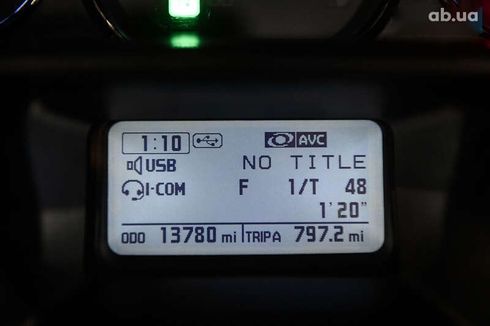 ab.ua
1:10 AVC
USB NO TITLE
I-COM F 1/T 48
1'20"
ODO 13780 mi TRIP A 797.2 mi